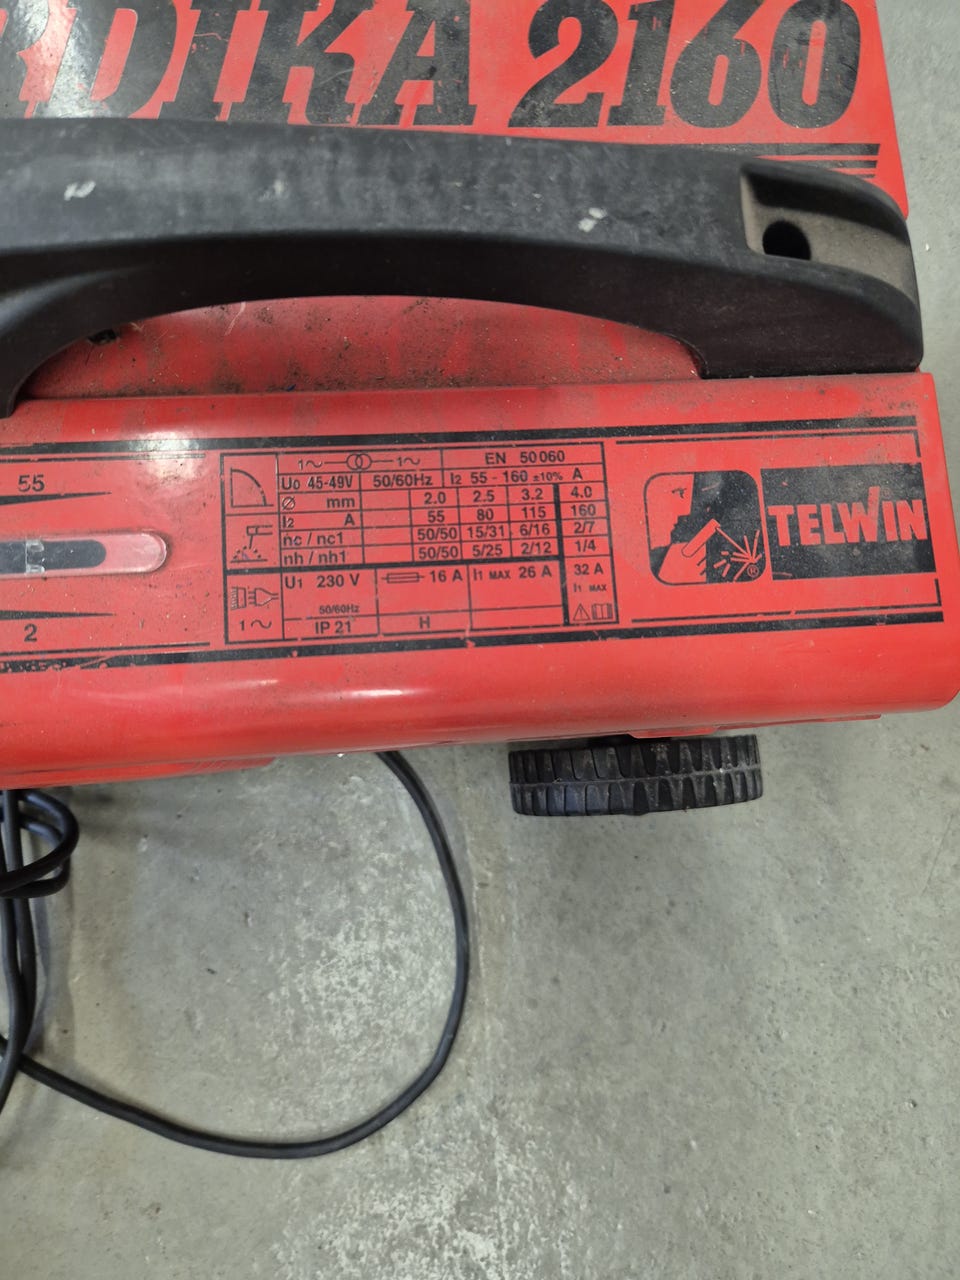 RDIKA 2160
55
2
1~ 1~ EN 50060
U0 45-49V 50/60Hz I2 55 - 160 ±10% A
Ø mm 2.0 2.5 3.2 4.0
I2 A 55 80 115 160
nc / nc1 50/50 15/31 6/16 2/7
nh / nh1 50/50 5/25 2/12 1/4
U1 230 V 16 A I1 MAX 26 A 32 A
50/60Hz I1 MAX
1~ IP 21 H
TELWIN
®